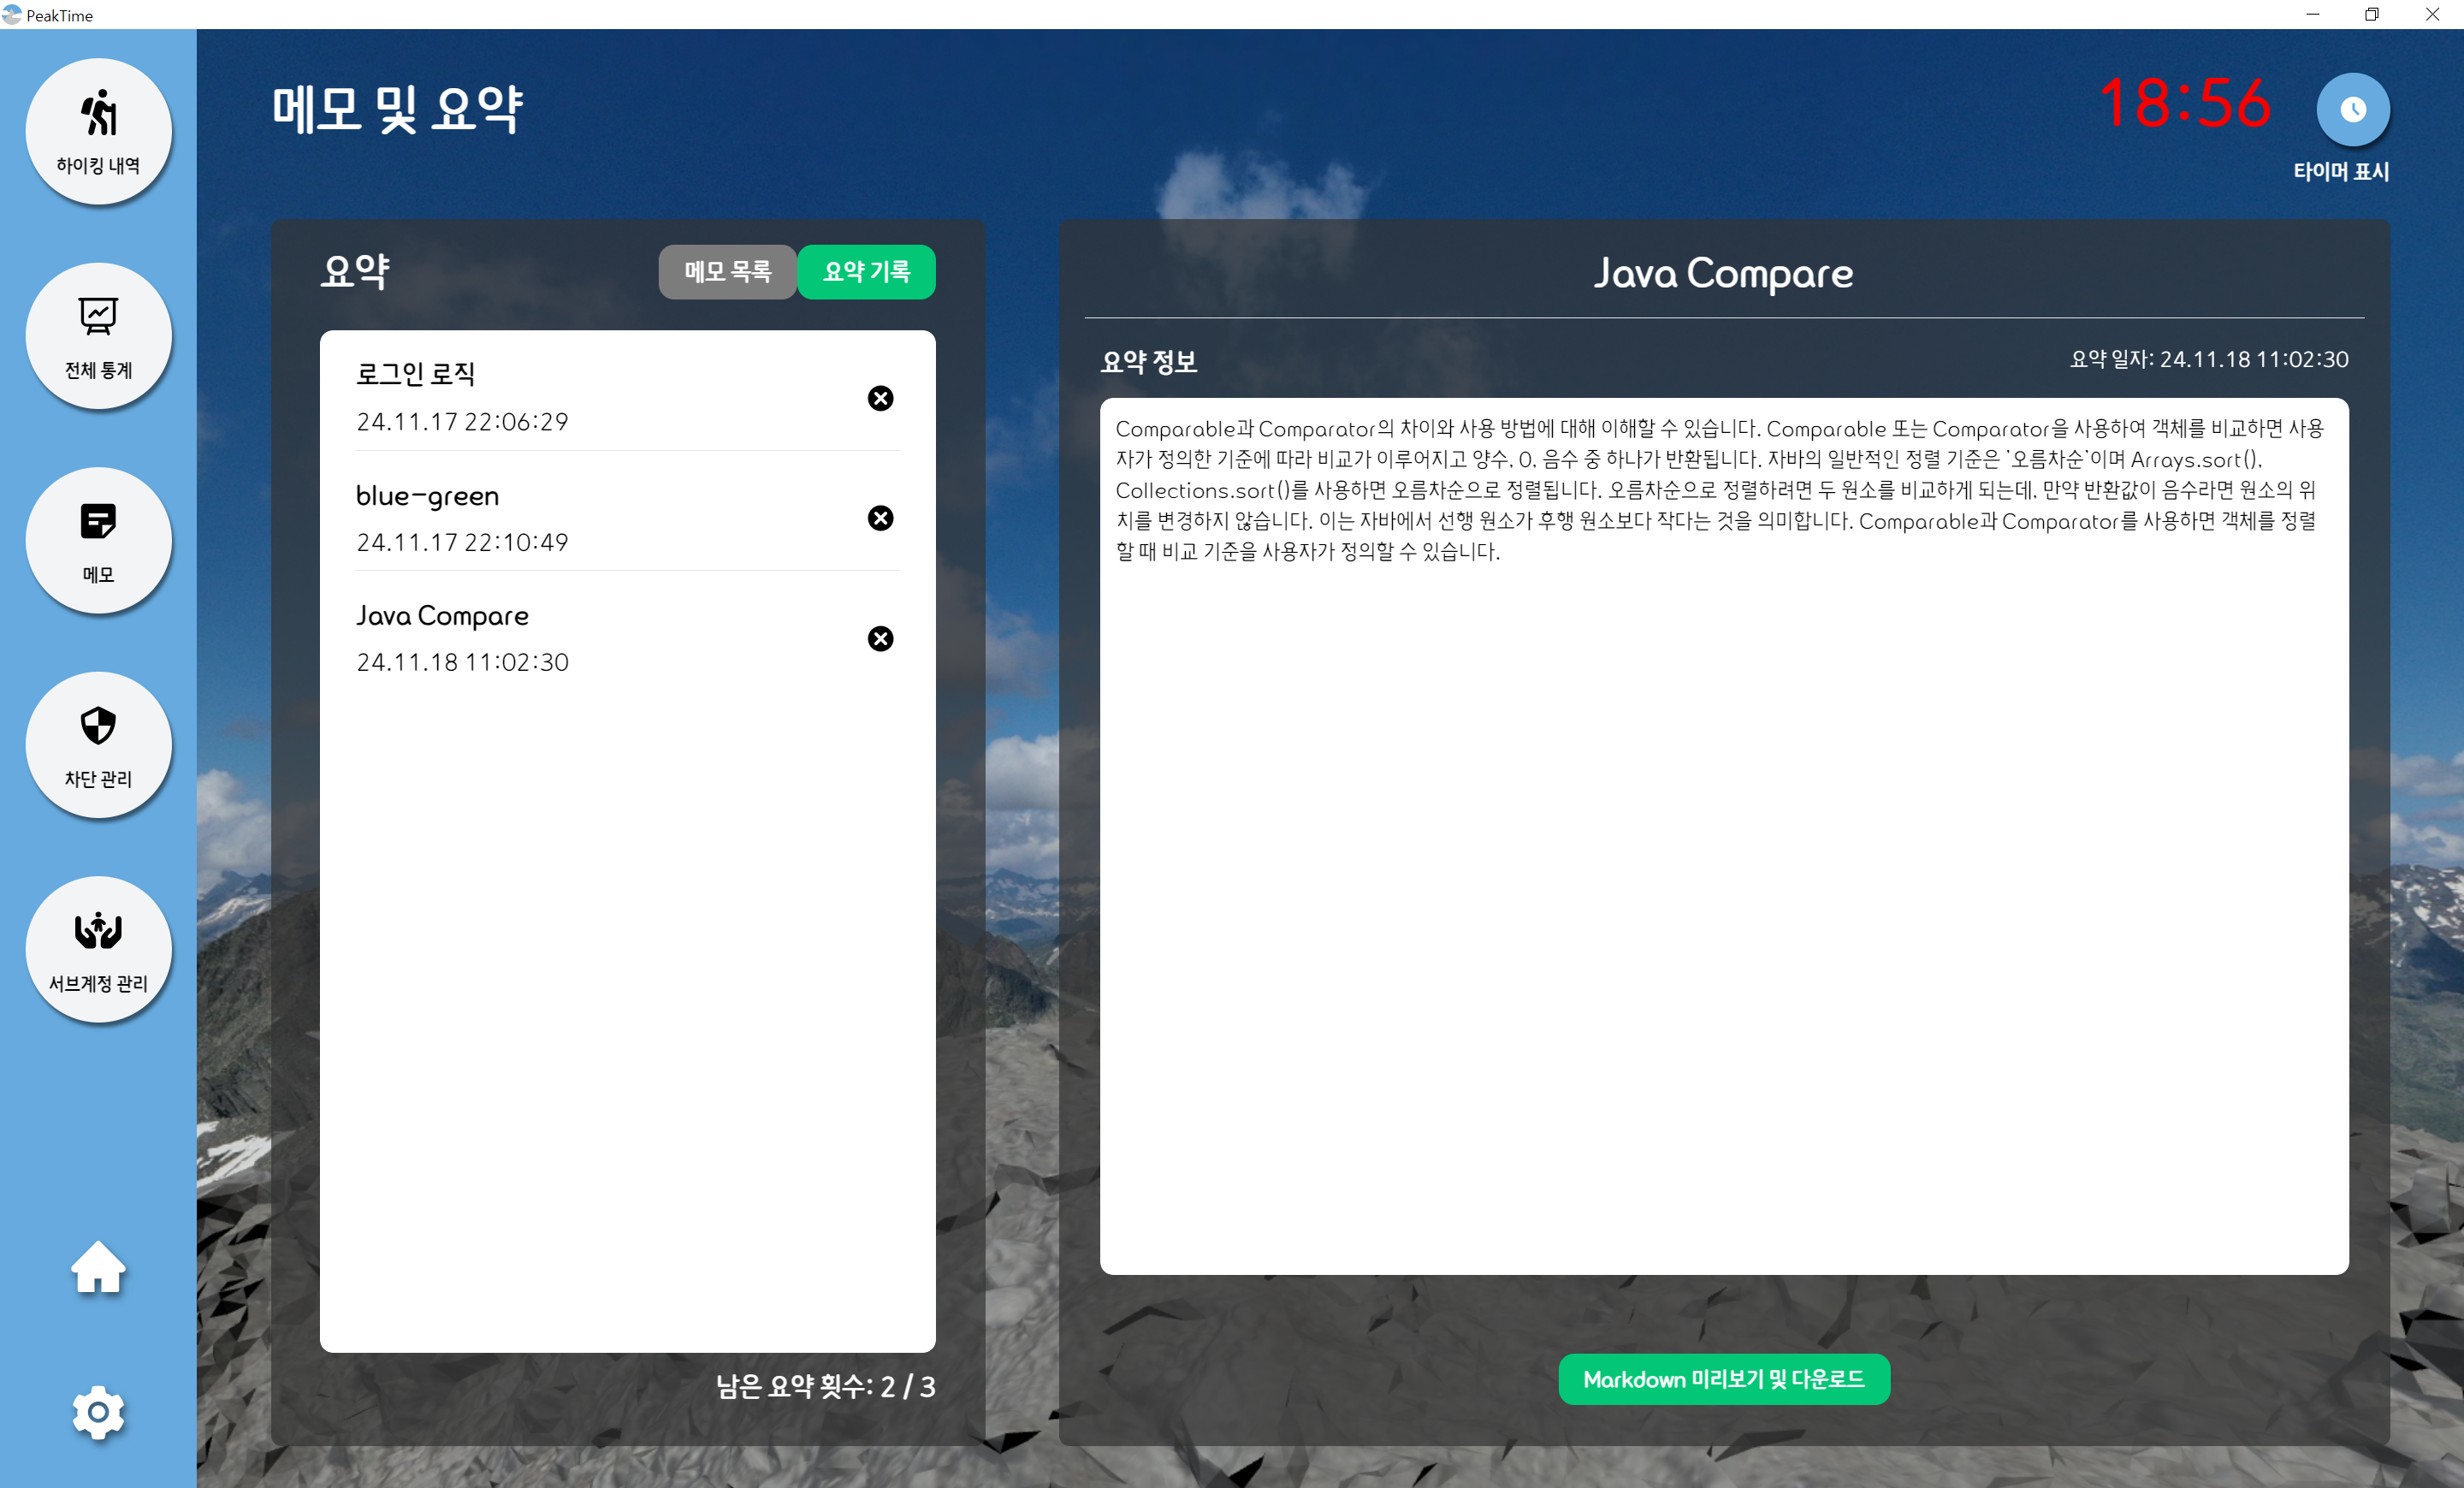 PeakTime
하이킹 내역
전체 통계
메모
차단 관리
서브계정 관리
메모 및 요약
18:56
타이머 표시
요약
메모 목록
요약 기록
로그인 로직
24.11.17 22:06:29
blue-green
24.11.17 22:10:49
Java Compare
24.11.18 11:02:30
남은 요약 횟수: 2 / 3
Java Compare
요약 정보
요약 일자: 24.11.18 11:02:30
Comparable과 Comparator의 차이와 사용 방법에 대해 이해할 수 있습니다. Comparable 또는 Comparator을 사용하여 객체를 비교하면 사용
자가 정의한 기준에 따라 비교가 이루어지고 양수, 0, 음수 중 하나가 반환됩니다. 자바의 일반적인 정렬 기준은 '오름차순'이며 Arrays.sort(),
Collections.sort()를 사용하면 오름차순으로 정렬됩니다. 오름차순으로 정렬하려면 두 원소를 비교하게 되는데, 만약 반환값이 음수라면 원소의 위
치를 변경하지 않습니다. 이는 자바에서 선행 원소가 후행 원소보다 작다는 것을 의미합니다. Comparable과 Comparator를 사용하면 객체를 정렬
할 때 비교 기준을 사용자가 정의할 수 있습니다.
Markdown 미리보기 및 다운로드